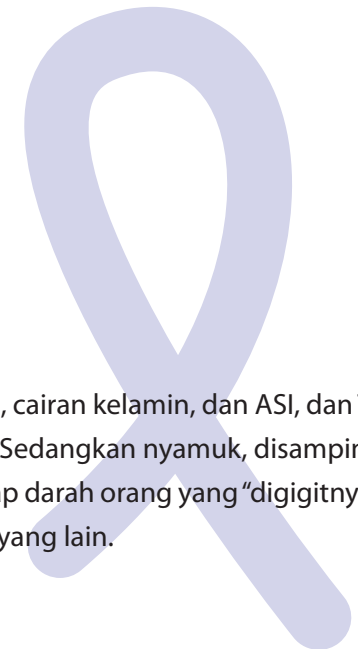 , cairan kelamin, dan ASI, dan
Sedangkan nyamuk, disampin
p darah orang yang “digigitny
yang lain.